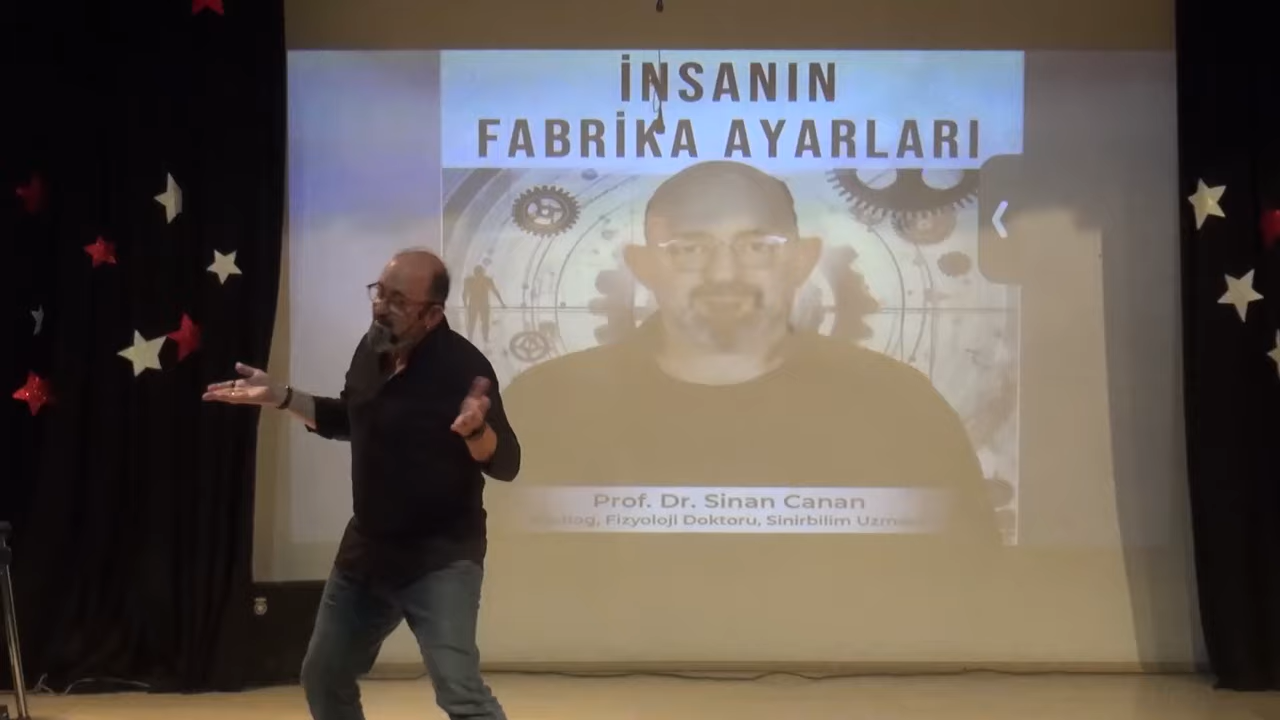 İNSANIN
FABRİKA AYARLARI
Prof. Dr. Sinan Canan
Fizyoloji Doktoru, Sinirbilim